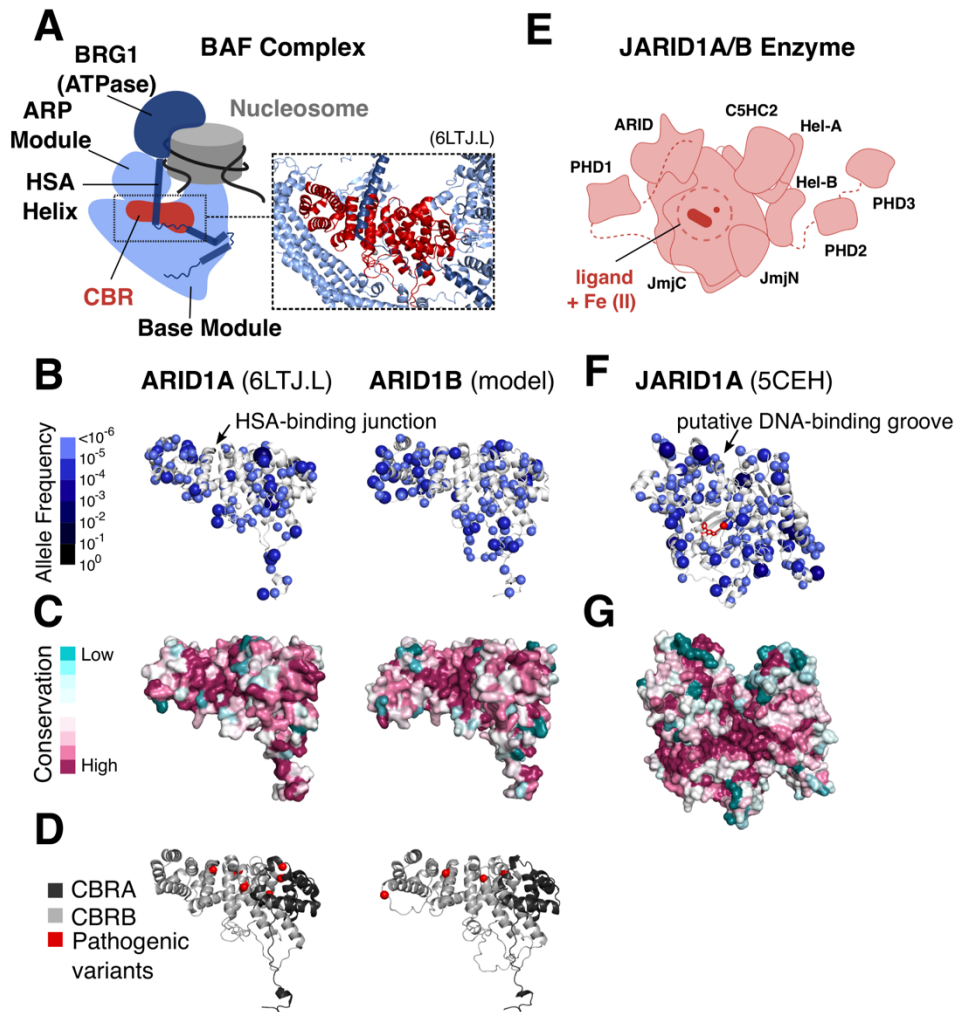 A
BAF Complex
BRG1
(ATPase)
ARP
Module
HSA
Helix
CBR
Base Module
Nucleosome
(6LTJ.L)
E
JARID1A/B Enzyme
ARID
C5HC2
Hel-A
PHD1
Hel-B
PHD3
PHD2
ligand
+ Fe (II)
JmjC
JmjN
B
ARID1A (6LTJ.L)
ARID1B (model)
HSA-binding junction
Allele Frequency
<10⁻⁶
10⁻⁵
10⁻⁴
10⁻³
10⁻²
10⁻¹
10⁰
F
JARID1A (5CEH)
putative DNA-binding groove
C
Conservation
Low
High
G
D
CBRA
CBRB
Pathogenic
variants